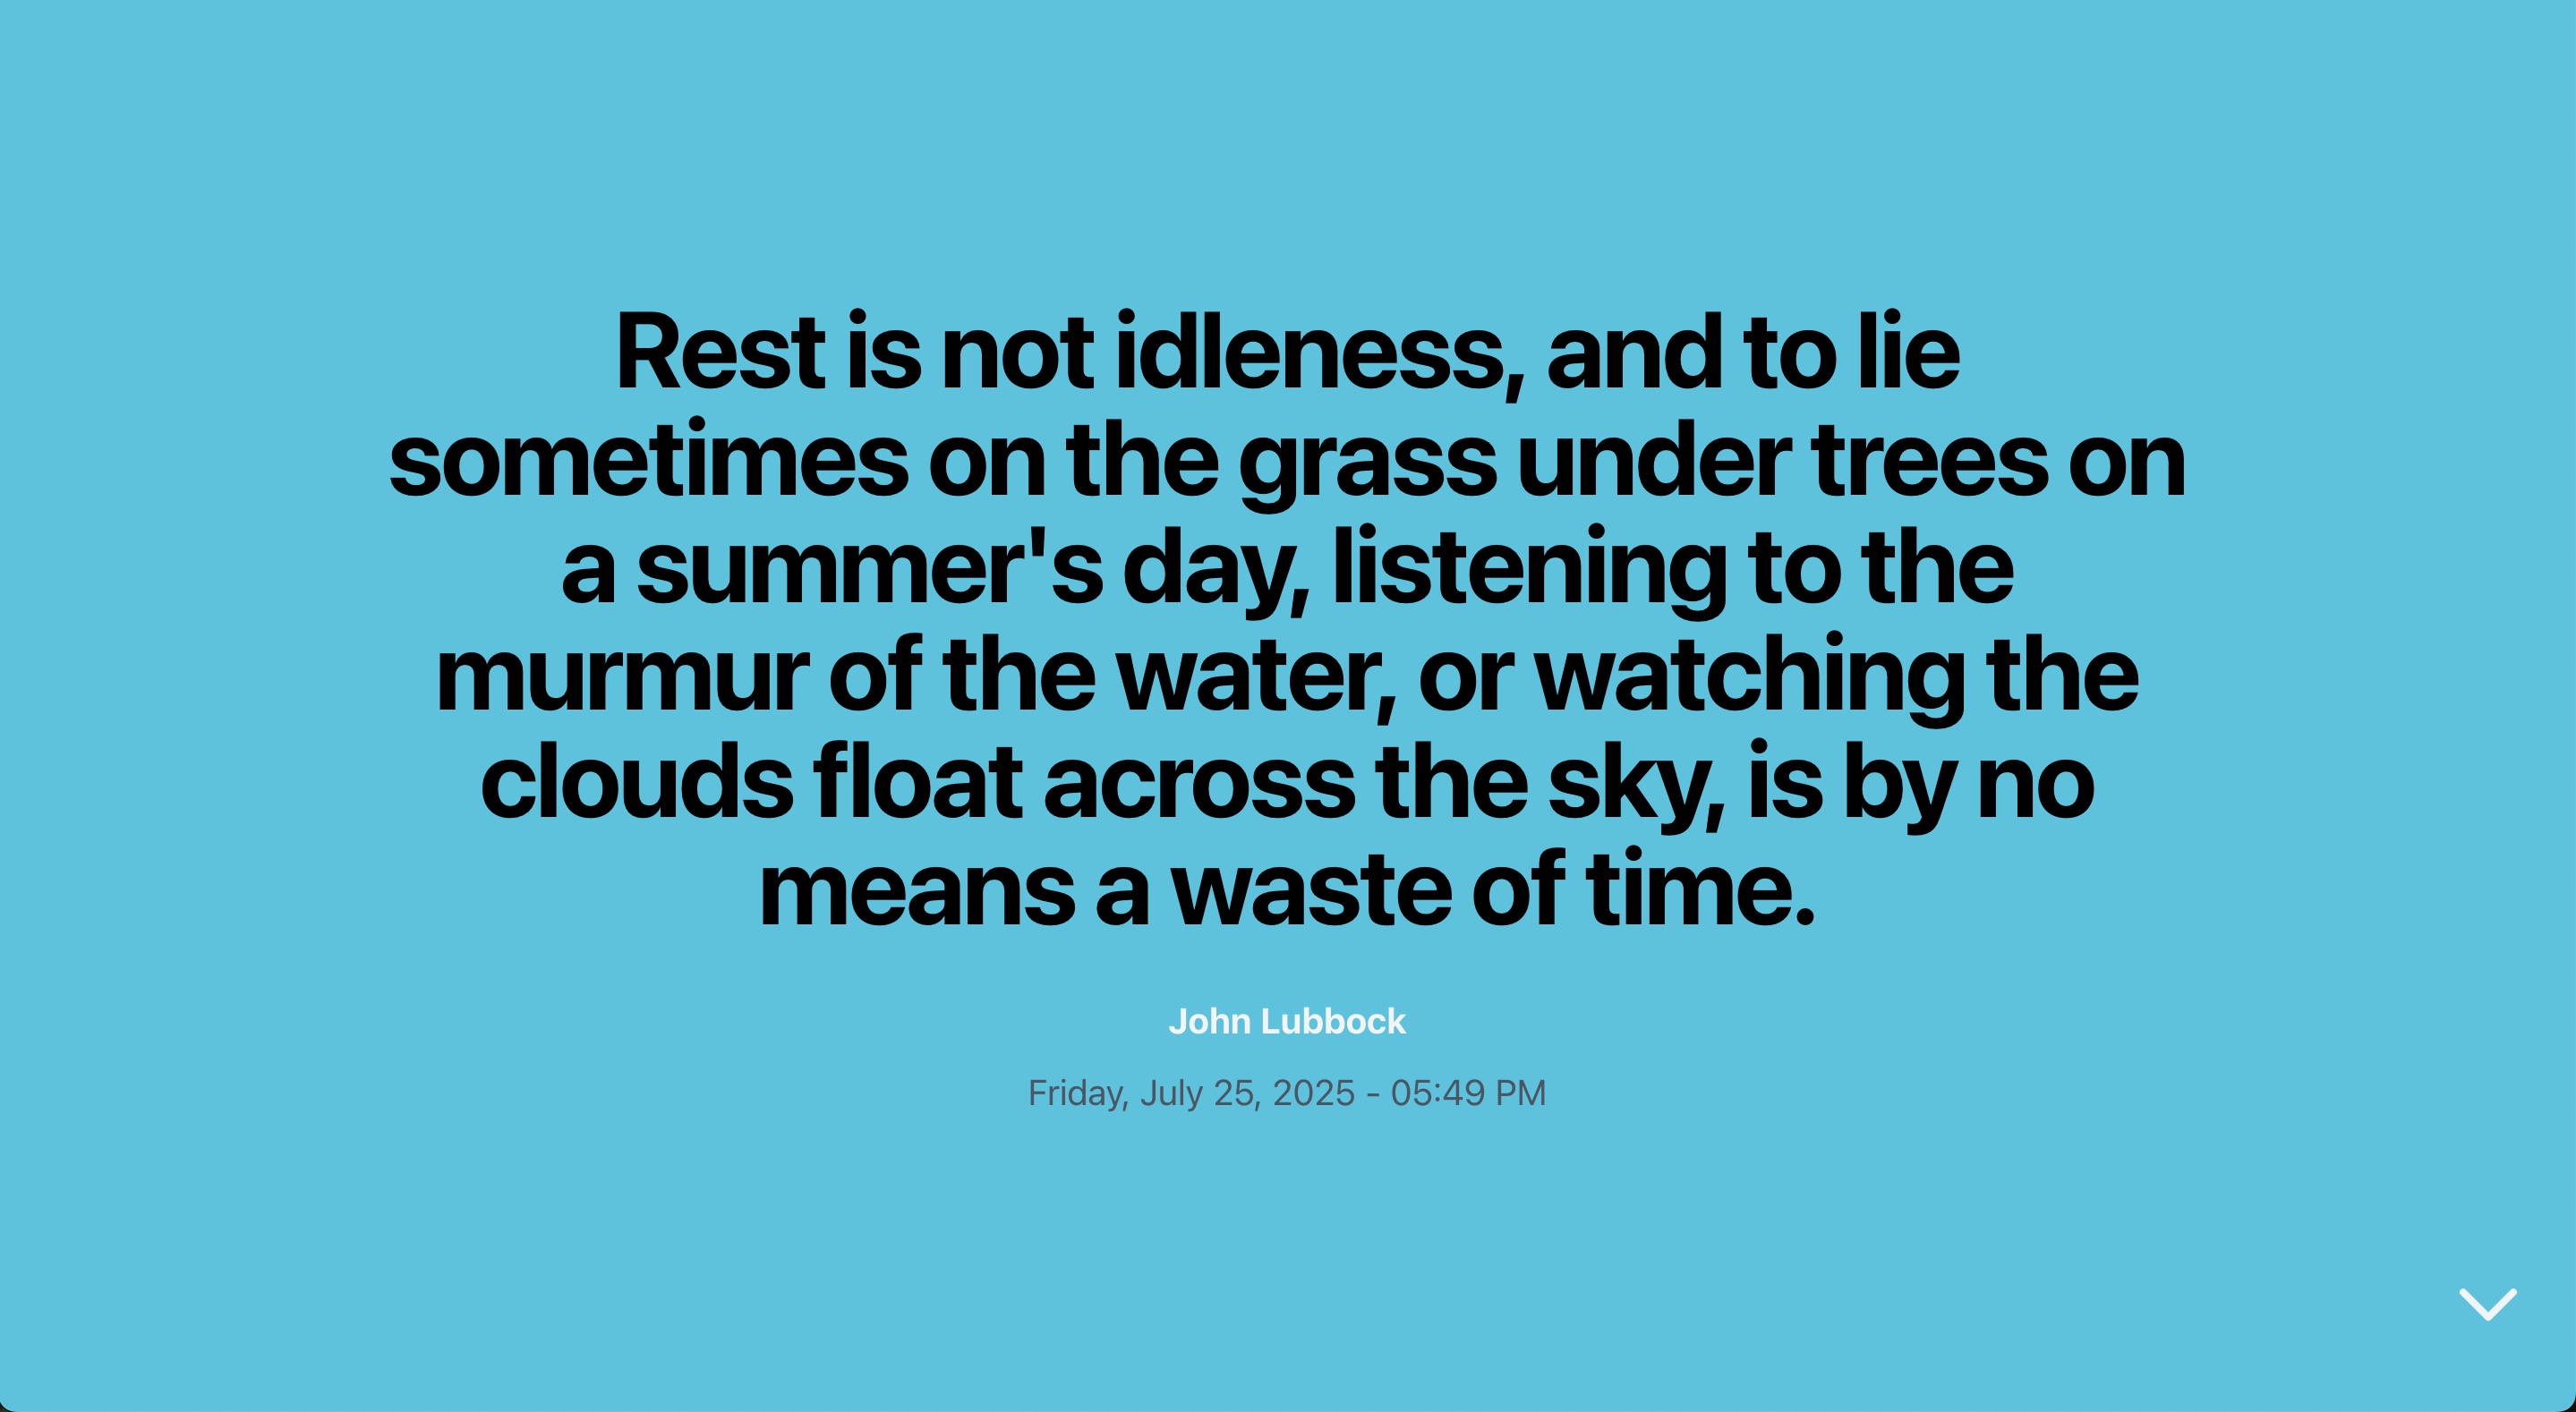 Rest is not idleness, and to lie
sometimes on the grass under trees on
a summer's day, listening to the
murmur of the water, or watching the
clouds float across the sky, is by no
means a waste of time.
John Lubbock
Friday, July 25, 2025 - 05:49 PM